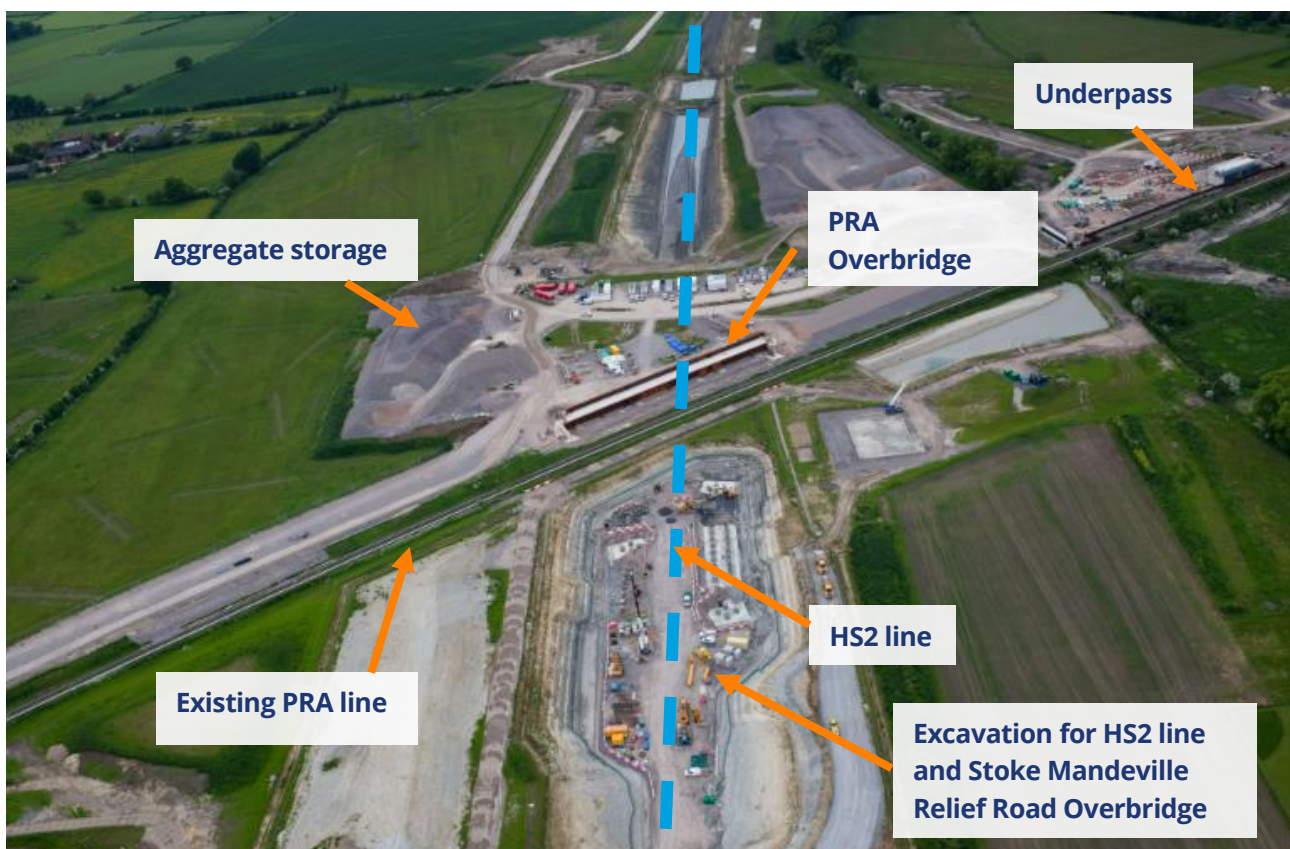 Underpass
PRA
Overbridge
Aggregate storage
HS2 line
Existing PRA line
Excavation for HS2 line
and Stoke Mandeville
Relief Road Overbridge